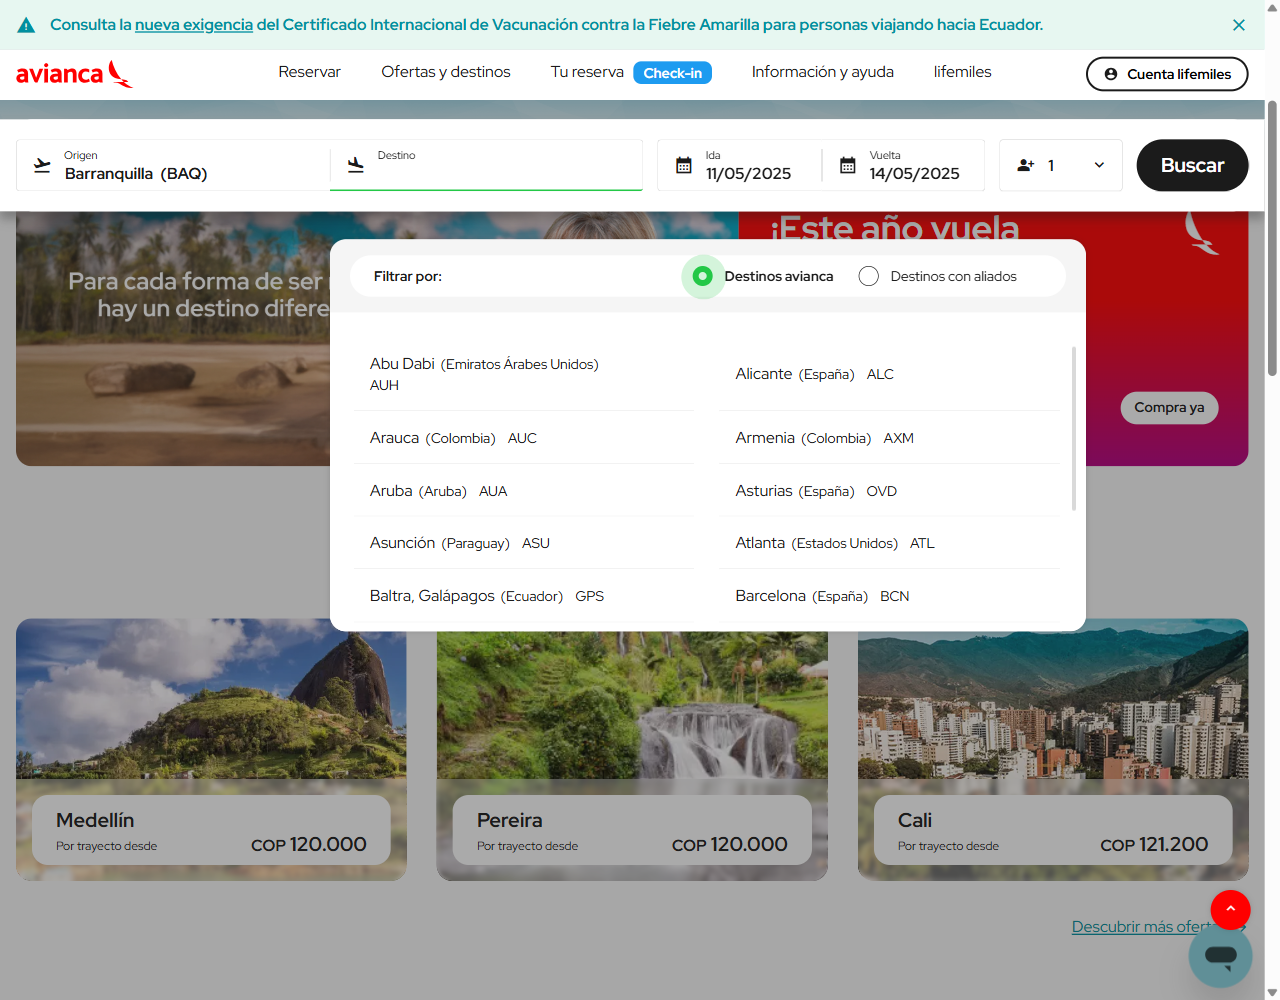 Consulta la nueva exigencia del Certificado Internacional de Vacunación contra la Fiebre Amarilla para personas viajando hacia Ecuador.
avianca
Reservar
Ofertas y destinos
Tu reserva
Check-in
Información y ayuda
lifemiles
Cuenta lifemiles
Origen
Barranquilla (BAQ)
Destino
Ida
11/05/2025
Vuelta
14/05/2025
1
Buscar
Para cada forma de ser
hay un destino difere
¡Este año vuela
Compra ya
Filtrar por:
Destinos avianca
Destinos con aliados
Abu Dabi (Emiratos Árabes Unidos)
AUH
Alicante (España) ALC
Arauca (Colombia) AUC
Armenia (Colombia) AXM
Aruba (Aruba) AUA
Asturias (España) OVD
Asunción (Paraguay) ASU
Atlanta (Estados Unidos) ATL
Baltra, Galápagos (Ecuador) GPS
Barcelona (España) BCN
Medellín
Por trayecto desde
COP 120.000
Pereira
Por trayecto desde
COP 120.000
Cali
Por trayecto desde
COP 121.200
Descubrir más ofert